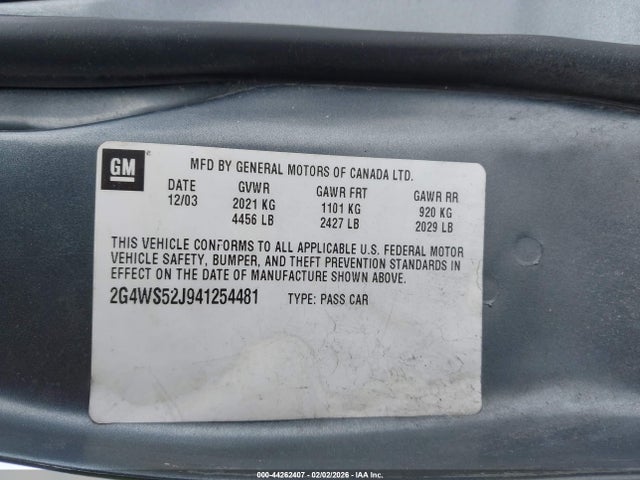 GM
MFD BY GENERAL MOTORS OF CANADA LTD.
DATE GVWR GAWR FRT GAWR RR
12/03 2021 KG 1101 KG 920 KG
4456 LB 2427 LB 2029 LB
THIS VEHICLE CONFORMS TO ALL APPLICABLE U.S. FEDERAL MOTOR
VEHICLE SAFETY, BUMPER, AND THEFT PREVENTION STANDARDS IN
EFFECT ON THE DATE OF MANUFACTURE SHOWN ABOVE.
2G4WS52J941254481 TYPE: PASS CAR
000-44262407 - 02/02/2026 - IAA Inc.